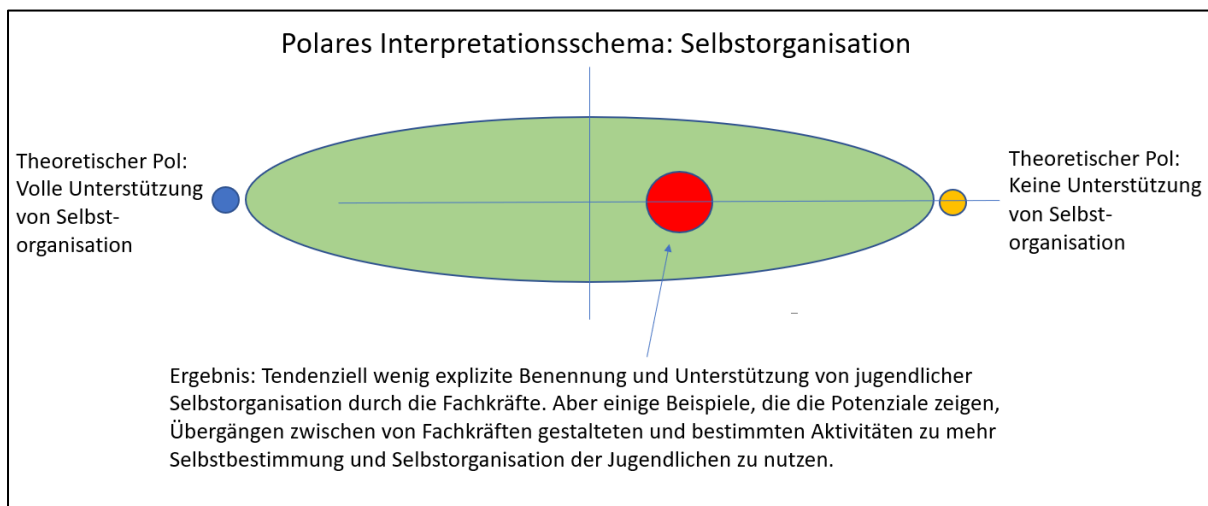 Polares Interpretationsschema: Selbstorganisation
Theoretischer Pol:
Volle Unterstützung
von Selbst-
organisation
Theoretischer Pol:
Keine Unterstützung
von Selbst-
organisation
Ergebnis: Tendenziell wenig explizite Benennung und Unterstützung von jugendlicher
Selbstorganisation durch die Fachkräfte. Aber einige Beispiele, die die Potenziale zeigen,
Übergängen zwischen von Fachkräften gestalteten und bestimmten Aktivitäten zu mehr
Selbstbestimmung und Selbstorganisation der Jugendlichen zu nutzen.